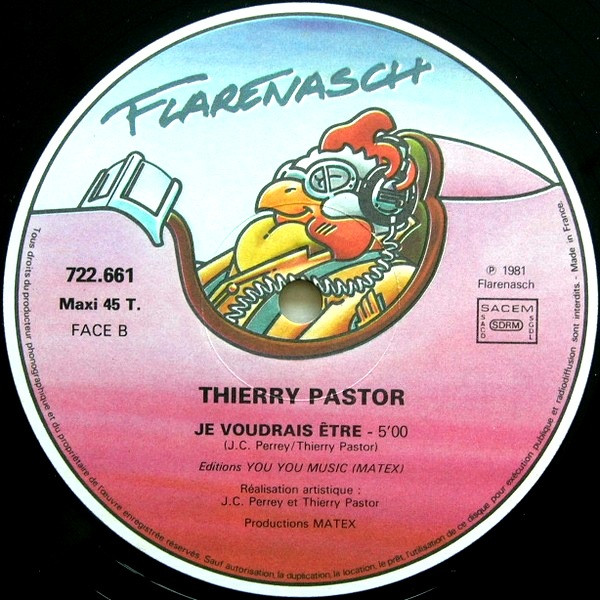 FLARENASCH
722.661
Maxi 45 T.
FACE B
℗ 1981
Flarenasch
SACEM
SACD
SDRM
SGDL
THIERRY PASTOR
JE VOUDRAIS ÊTRE - 5'00
(J.C. Perrey/Thierry Pastor)
Editions YOU YOU MUSIC (MATEX)
Réalisation artistique :
J.C. Perrey et Thierry Pastor
Productions MATEX
Tous droits du producteur phonographique et du propriétaire de l'œuvre enregistrée réservés. Sauf autorisation, la duplication, la location, le prêt, l'utilisation de ce disque pour exécution publique et radiodiffusion sont interdits. - Made in France.